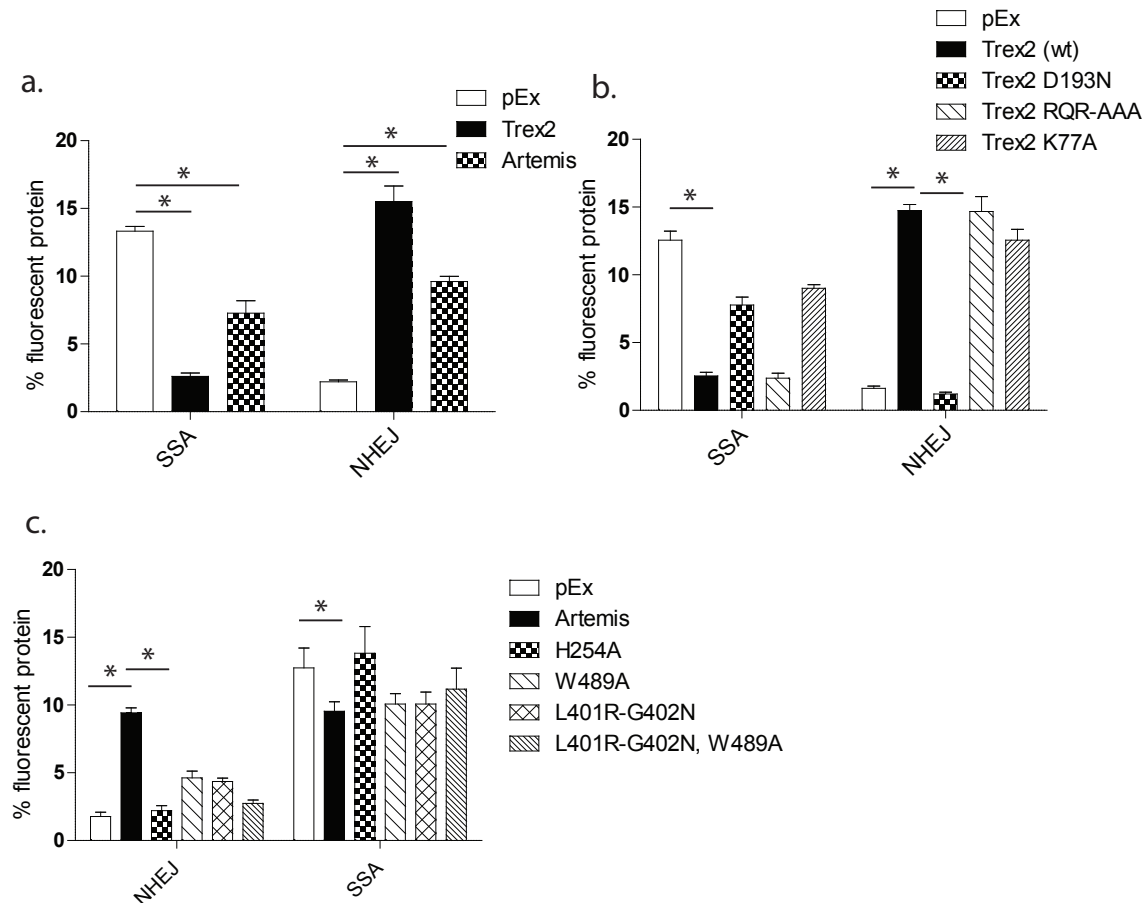 a.
pEx
Trex2
Artemis
% fluorescent protein
20
15
10
5
0
*
*
*
*
SSA
NHEJ
b.
pEx
Trex2 (wt)
Trex2 D193N
Trex2 RQR-AAA
Trex2 K77A
% fluorescent protein
20
15
10
5
0
*
*
*
SSA
NHEJ
c.
pEx
Artemis
H254A
W489A
L401R-G402N
L401R-G402N, W489A
% fluorescent protein
20
15
10
5
0
*
*
*
NHEJ
SSA